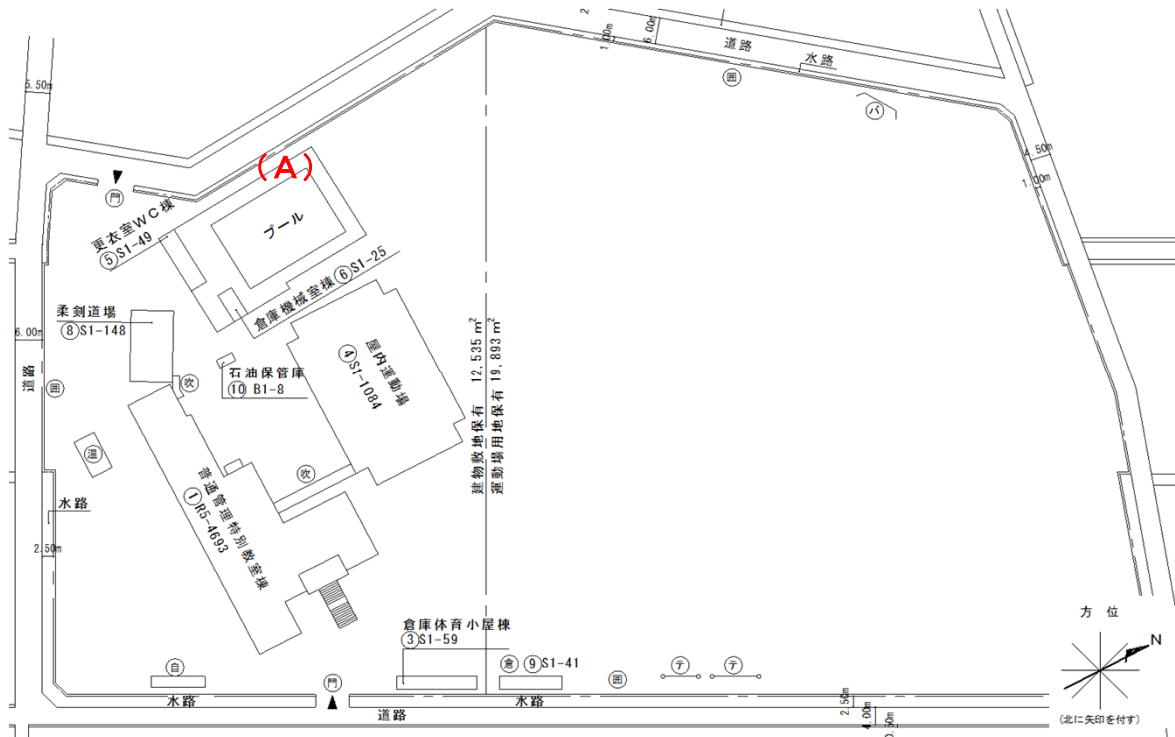 道路
水路
6.00m
1.00m
囲
バ
5.50m
4.50m
1.00m
門
(A)
プール
更衣室WC棟
⑤S1-49
倉庫機械室棟⑥S1-25
柔剣道場
⑧S1-148
6.00m
道路
囲
吹
石油保管庫
⑩ B1-8
屋内運動場
④S1-1084
建物敷地保有 12,535 m²
運動場用地保有 19,893 m²
温
吹
水路
2.50m
普通管理特別教室棟
①R5-4693
倉庫体育小屋棟
③S1-59
倉 ⑨S1-41
囲
テ
テ
自
門
水路
水路
道路
2.50m
4.00m
0.50m
方 位
N
(北に矢印を付す)